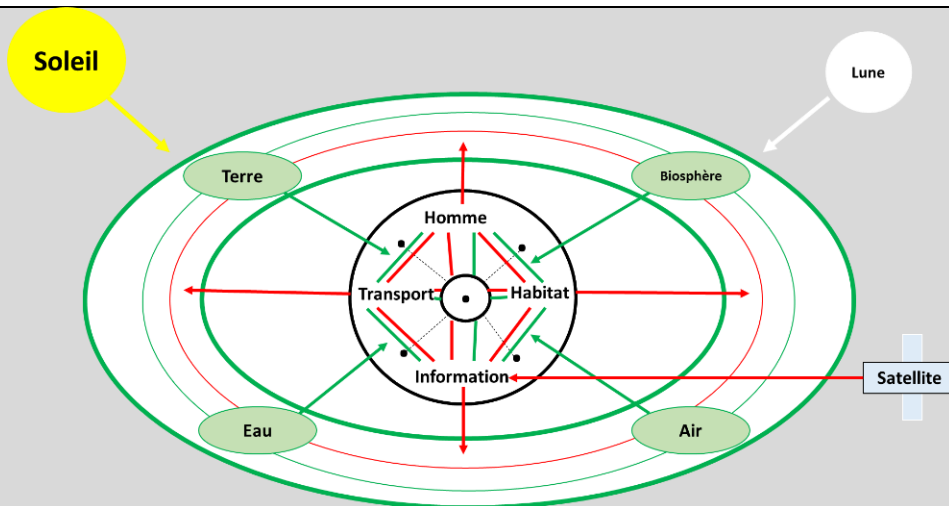 Soleil
Lune
Terre
Biosphère
Homme
Transport
Habitat
Information
Satellite
Eau
Air